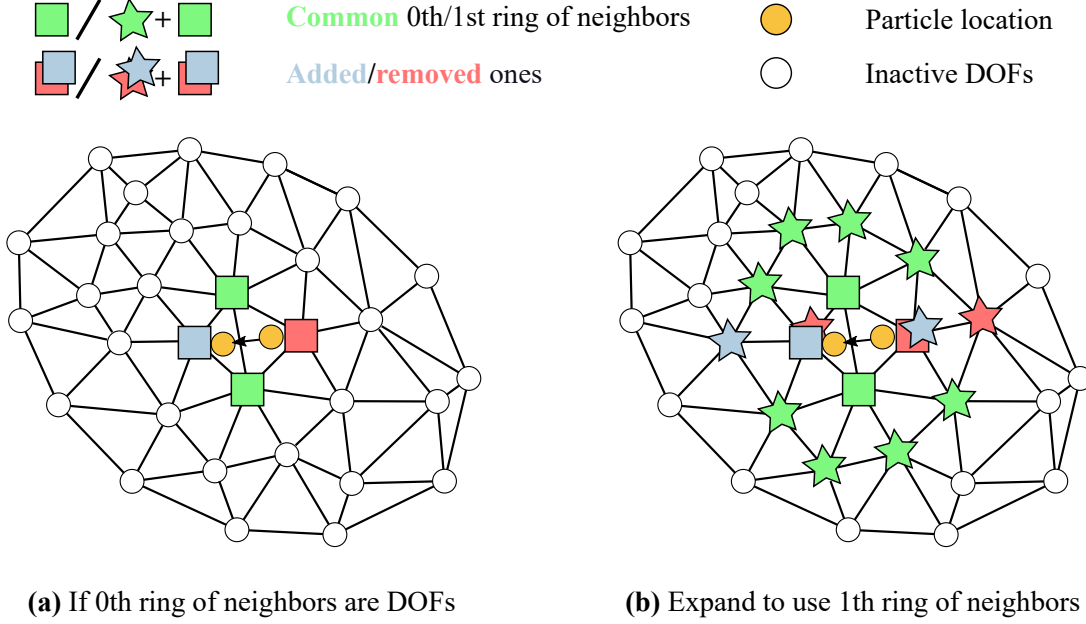 Common 0th/1st ring of neighbors
Particle location
Added/removed ones
Inactive DOFs
(a) If 0th ring of neighbors are DOFs
(b) Expand to use 1th ring of neighbors